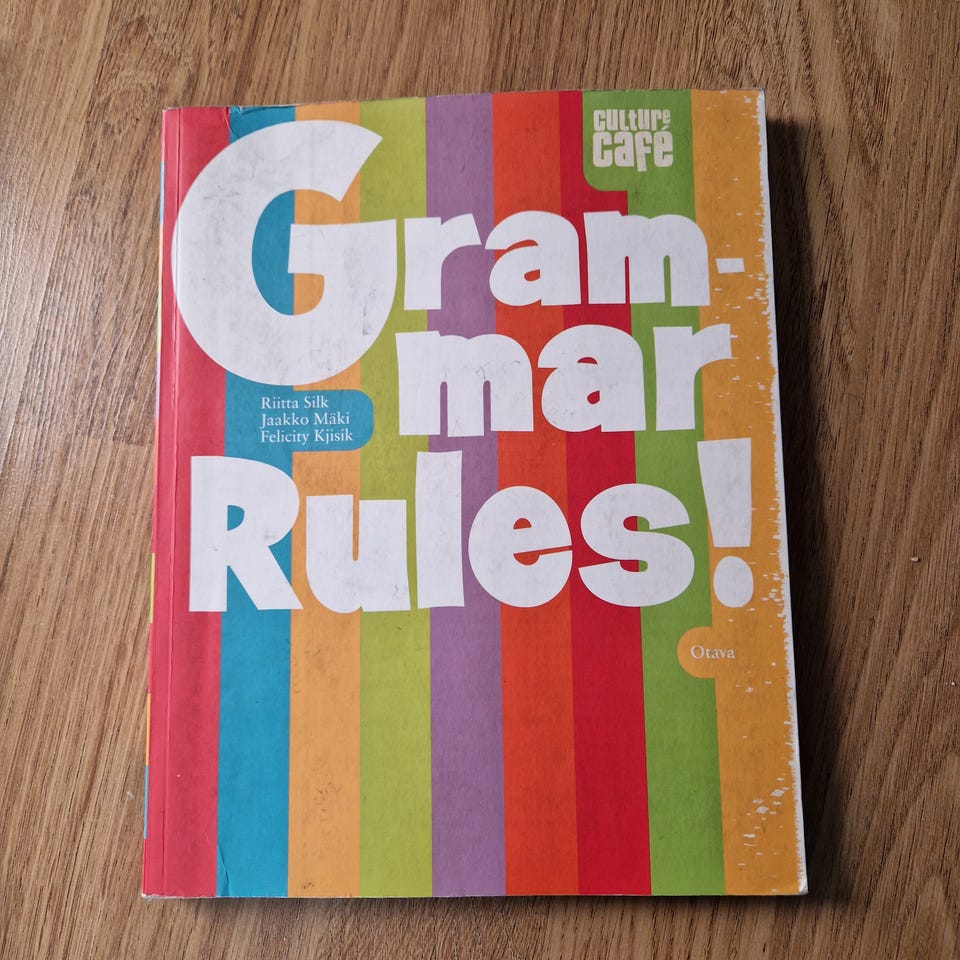 culture
café
Gram-
mar
Riitta Silk
Jaakko Mäki
Felicity Kjisik
Rules!
Otava